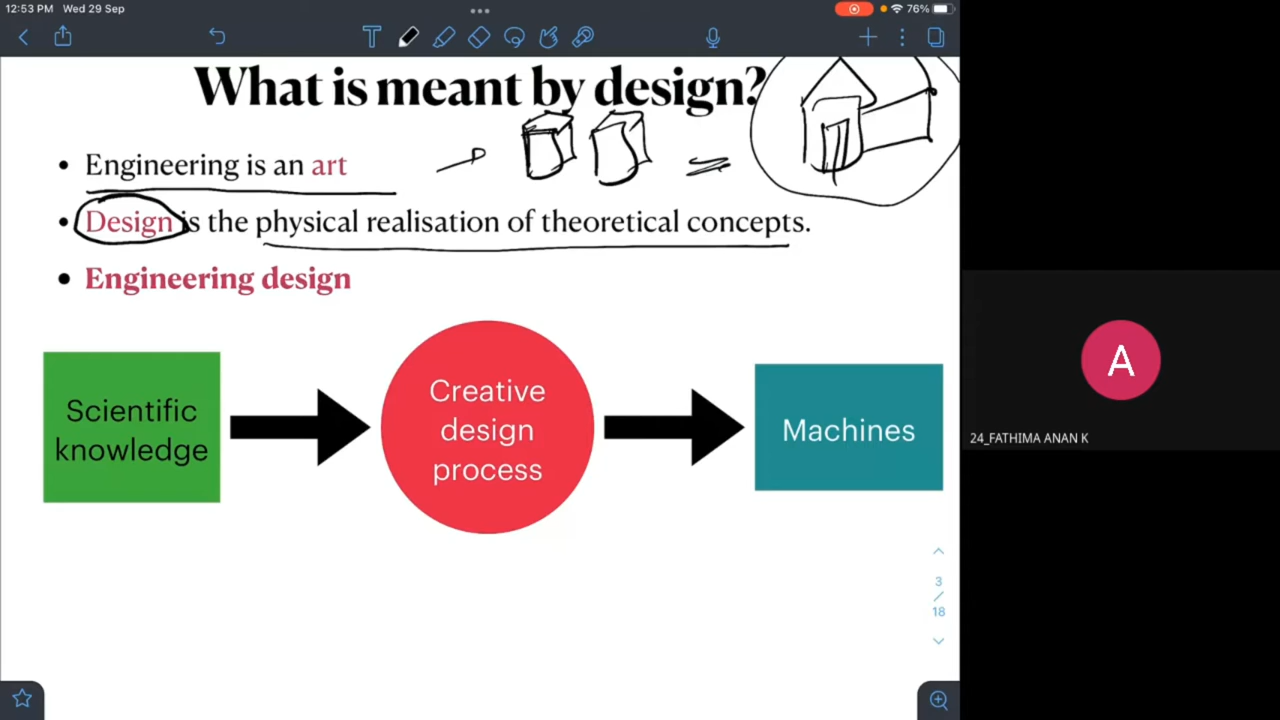 12:53 PM Wed 29 Sep
76%
T
What is meant by design?
• Engineering is an art
• Design is the physical realisation of theoretical concepts.
• Engineering design
Scientific
knowledge
Creative
design
process
Machines
3
/
18
A
24_FATHIMA ANAN K